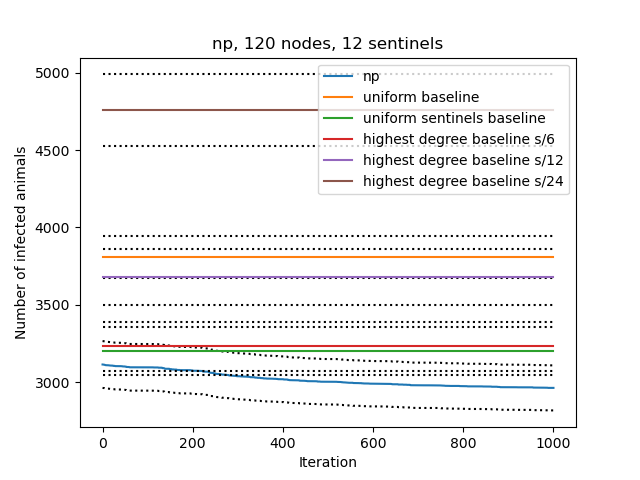 np, 120 nodes, 12 sentinels
np
uniform baseline
uniform sentinels baseline
highest degree baseline s/6
highest degree baseline s/12
highest degree baseline s/24
Number of infected animals
5000
4500
4000
3500
3000
0 200 400 600 800 1000
Iteration